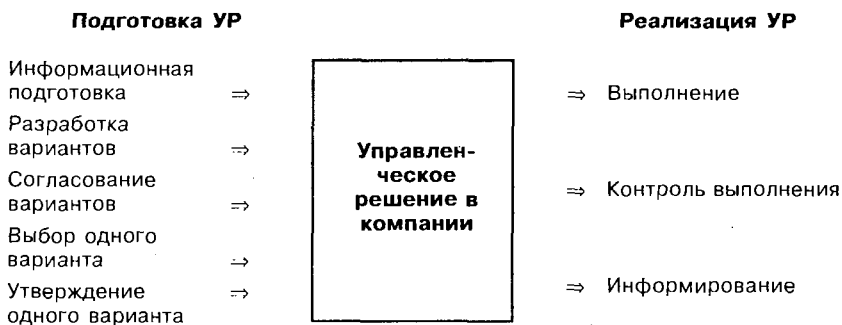 Подготовка УР
Реализация УР
Информационная
подготовка ⇒
Разработка
вариантов ⇒
Согласование
вариантов ⇒
Выбор одного
варианта ⇒
Утверждение ⇒
одного варианта
Управлен-
ческое
решение в
компании
⇒ Выполнение
⇒ Контроль выполнения
⇒ Информирование